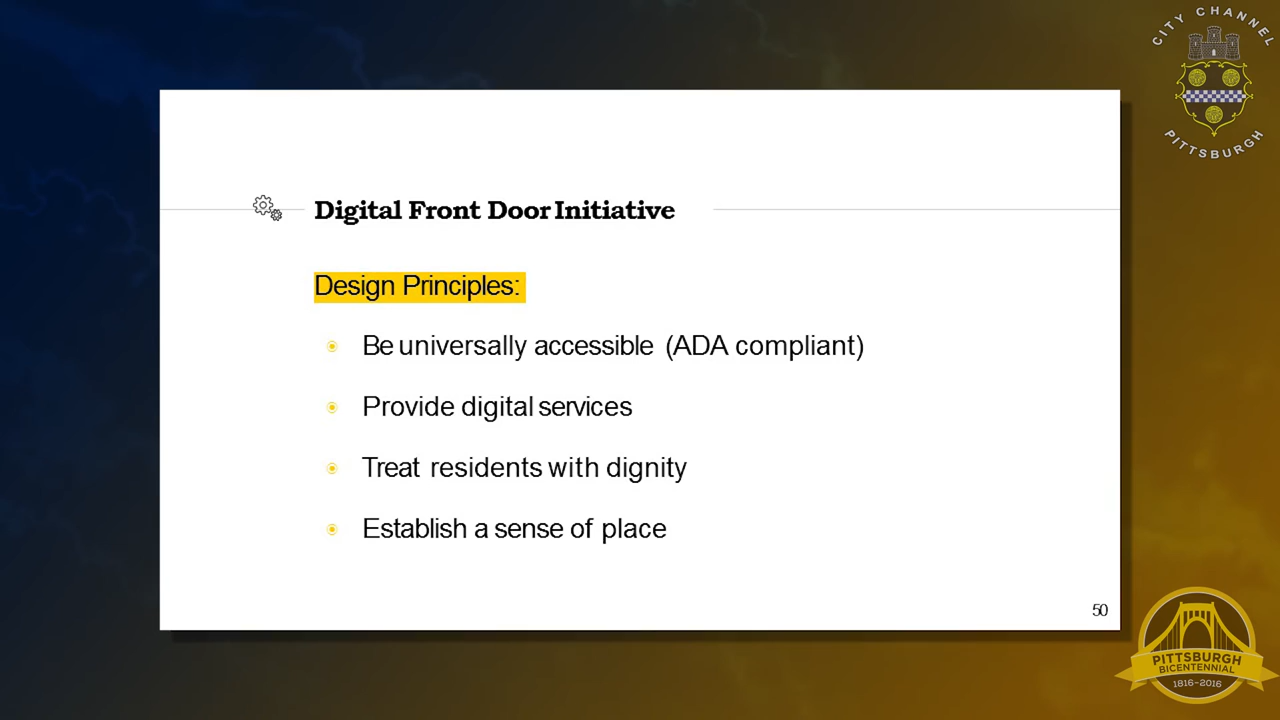 CITY CHANNEL
PITTSBURGH
Digital Front Door Initiative
Design Principles:
Be universally accessible (ADA compliant)
Provide digital services
Treat residents with dignity
Establish a sense of place
50
PITTSBURGH
BICENTENNIAL
1816-2016